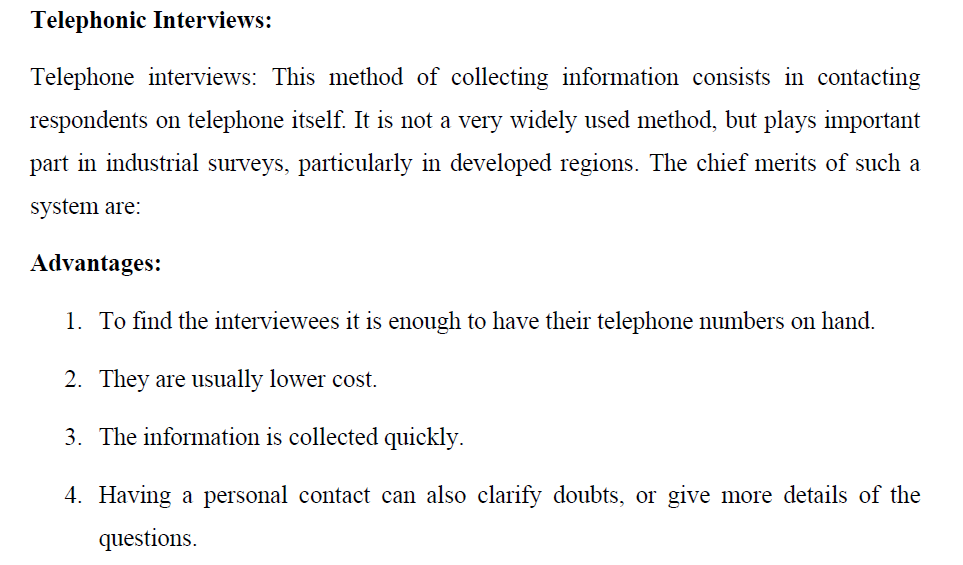 Telephonic Interviews:
Telephone interviews: This method of collecting information consists in contacting
respondents on telephone itself. It is not a very widely used method, but plays important
part in industrial surveys, particularly in developed regions. The chief merits of such a
system are:
Advantages:
1. To find the interviewees it is enough to have their telephone numbers on hand.
2. They are usually lower cost.
3. The information is collected quickly.
4. Having a personal contact can also clarify doubts, or give more details of the
questions.